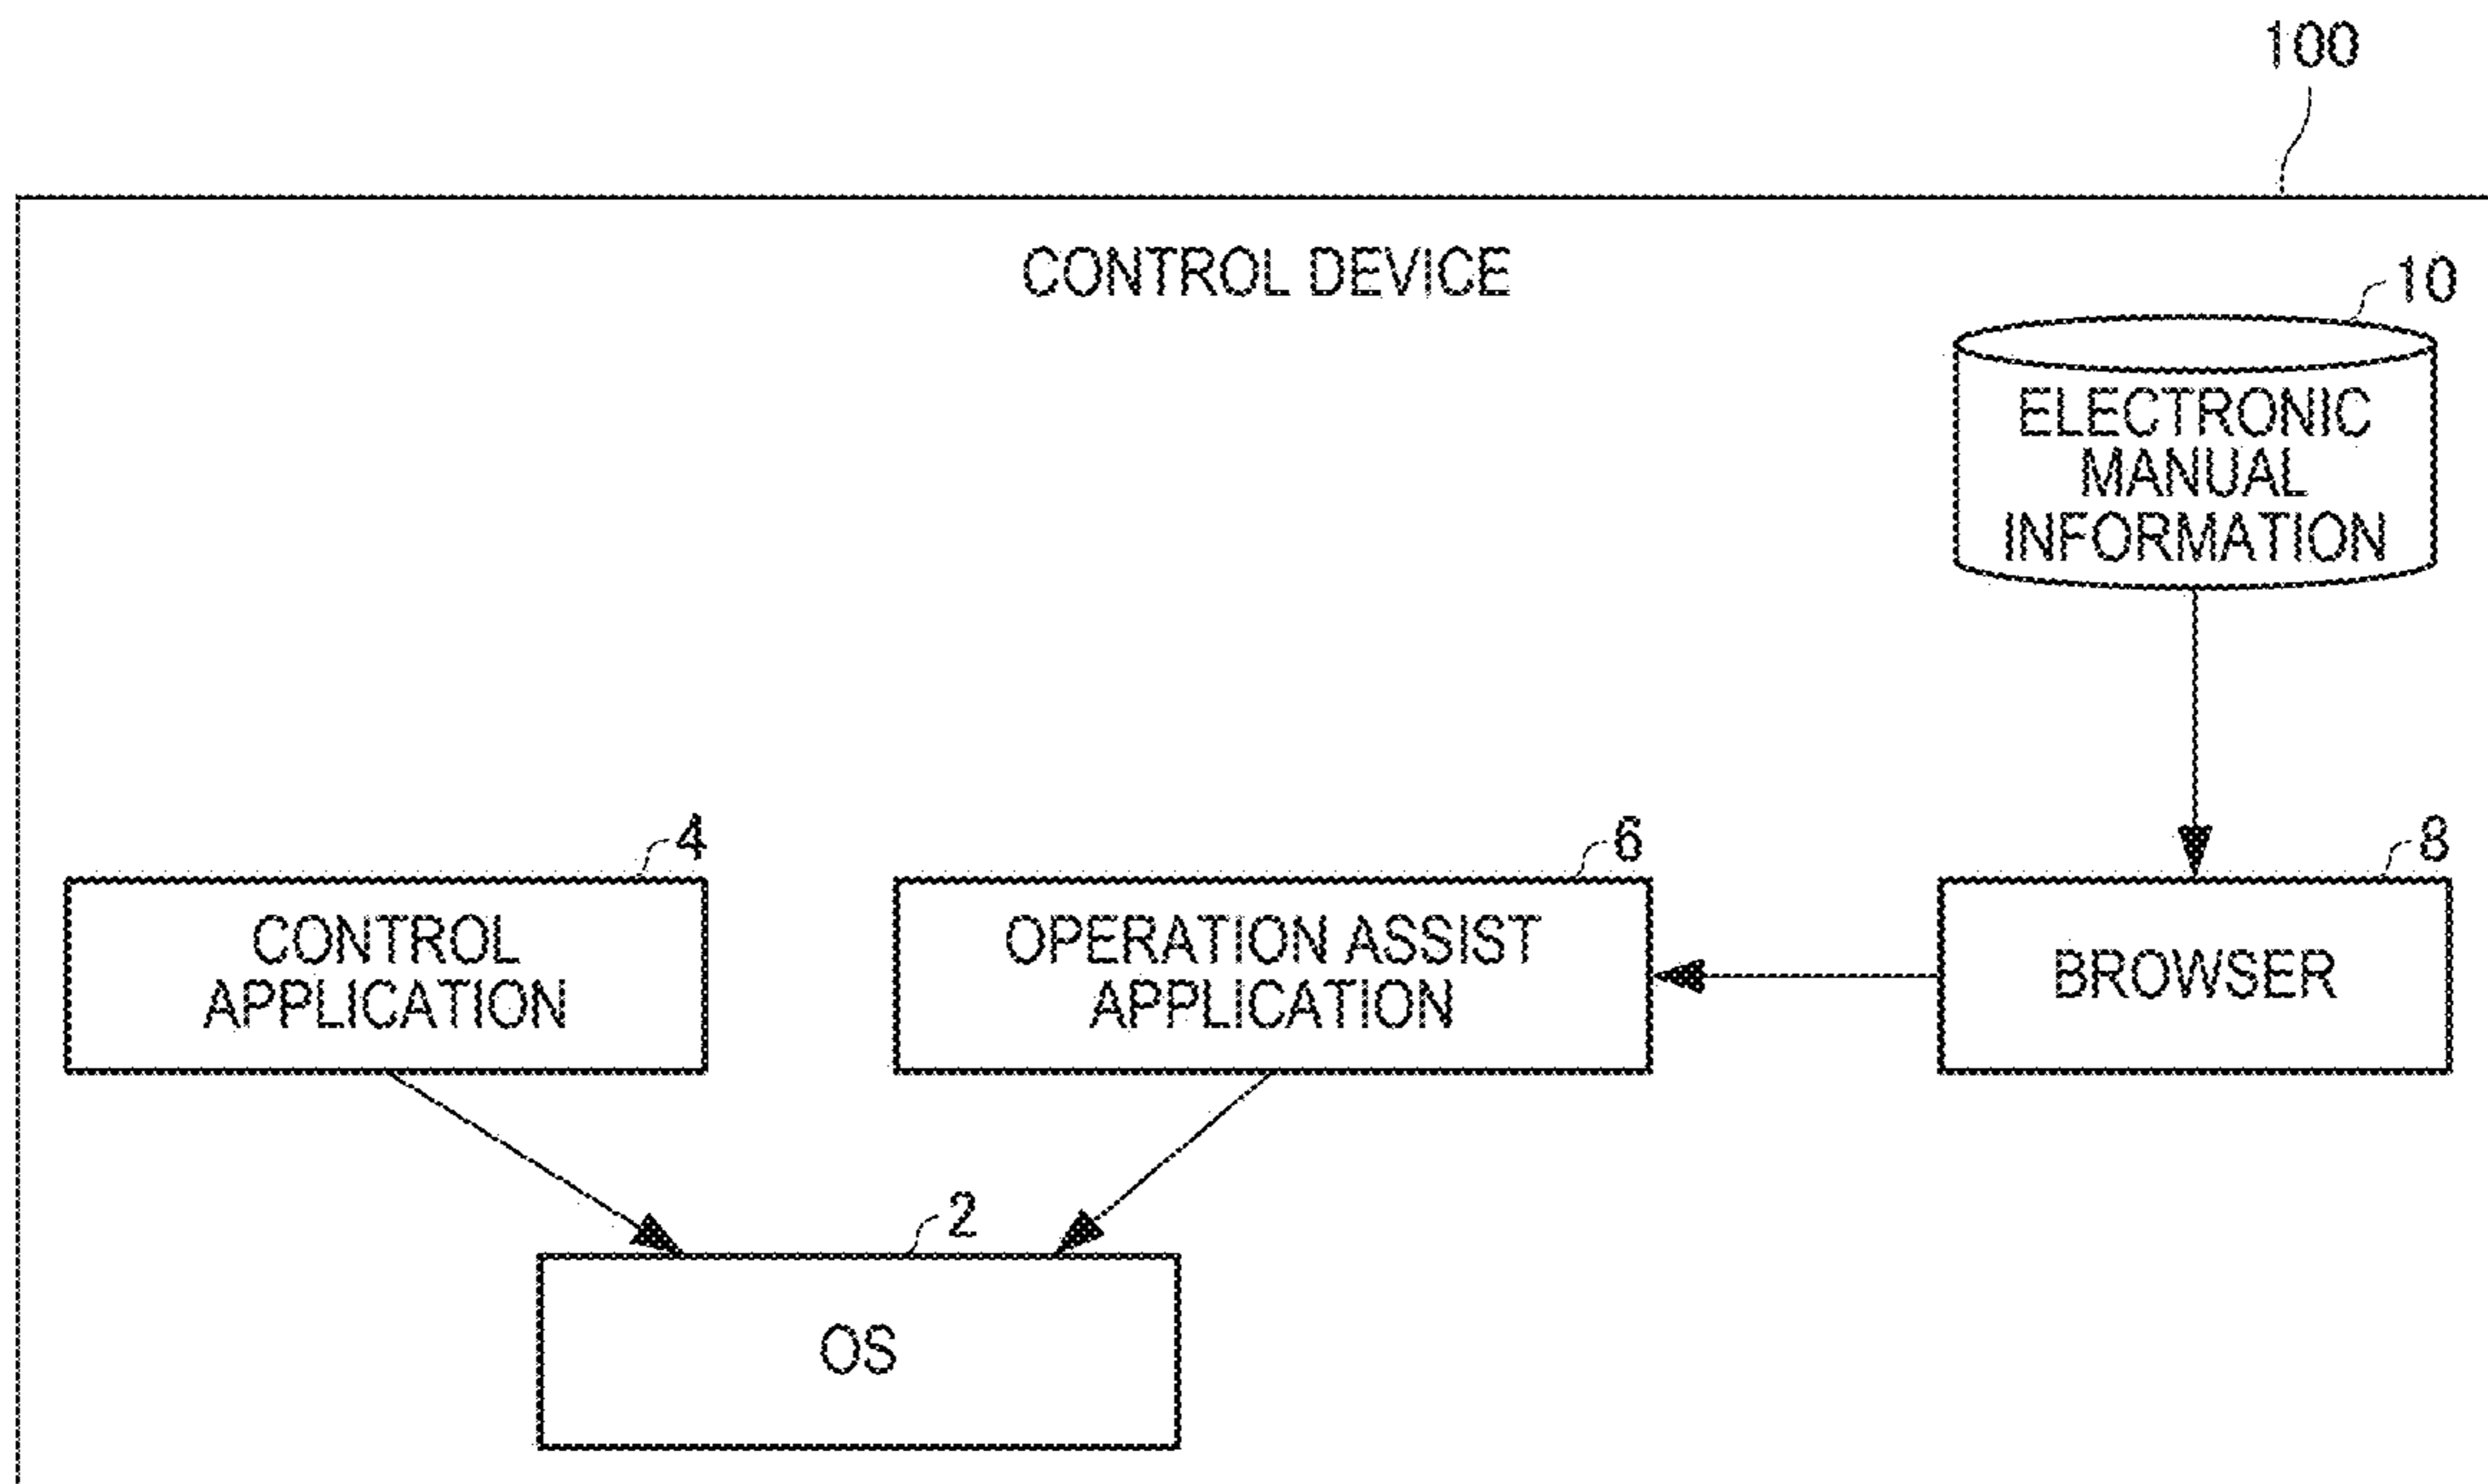 100
CONTROL DEVICE
10
ELECTRONIC
MANUAL
INFORMATION
4
6
8
CONTROL
APPLICATION
OPERATION ASSIST
APPLICATION
BROWSER
2
OS